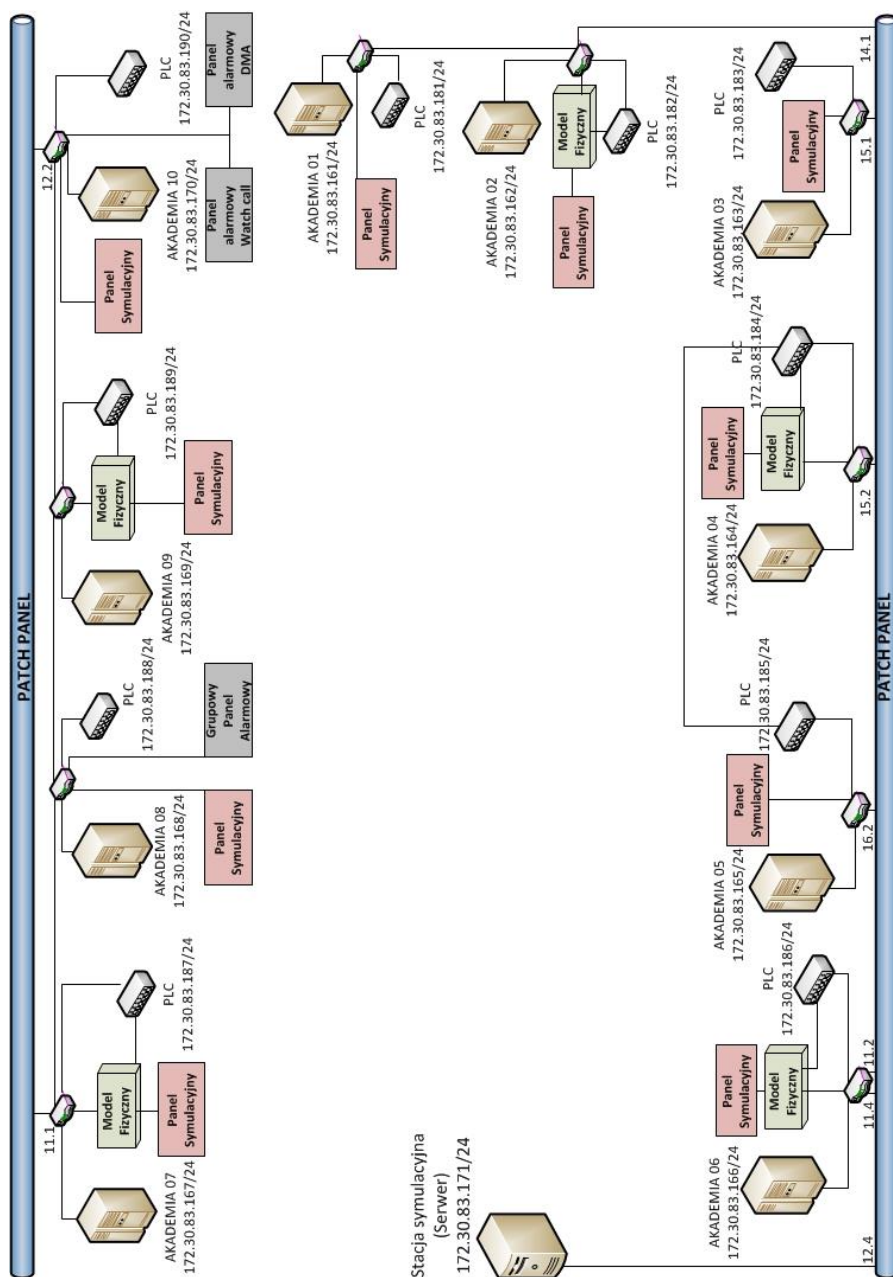 PATCH PANEL
11.1
AKADEMIA 07
172.30.83.167/24
Model
Fizyczny
Panel
Symulacyjny
PLC
172.30.83.187/24
AKADEMIA 08
172.30.83.168/24
Panel
Symulacyjny
PLC
172.30.83.188/24
Grupowy
Panel
Alarmowy
AKADEMIA 09
172.30.83.169/24
Model
Fizyczny
Panel
Symulacyjny
PLC
172.30.83.189/24
12.2
Panel
Symulacyjny
AKADEMIA 10
172.30.83.170/24
Panel
alarmowy
Watch call
PLC
172.30.83.190/24
Panel
alarmowy
DMA
AKADEMIA 01
172.30.83.161/24
Panel
Symulacyjny
PLC
172.30.83.181/24
AKADEMIA 02
172.30.83.162/24
Model
Fizyczny
Panel
Symulacyjny
PLC
172.30.83.182/24
14.1
Stacja symulacyjna
(Serwer)
172.30.83.171/24
12.4
AKADEMIA 06
172.30.83.166/24
Panel
Symulacyjny
Model
Fizyczny
PLC
172.30.83.186/24
11.4
11.2
AKADEMIA 05
172.30.83.165/24
Panel
Symulacyjny
PLC
172.30.83.185/24
16.2
AKADEMIA 04
172.30.83.164/24
Panel
Symulacyjny
Model
Fizyczny
PLC
172.30.83.184/24
15.2
AKADEMIA 03
172.30.83.163/24
Panel
Symulacyjny
PLC
172.30.83.183/24
15.1
PATCH PANEL